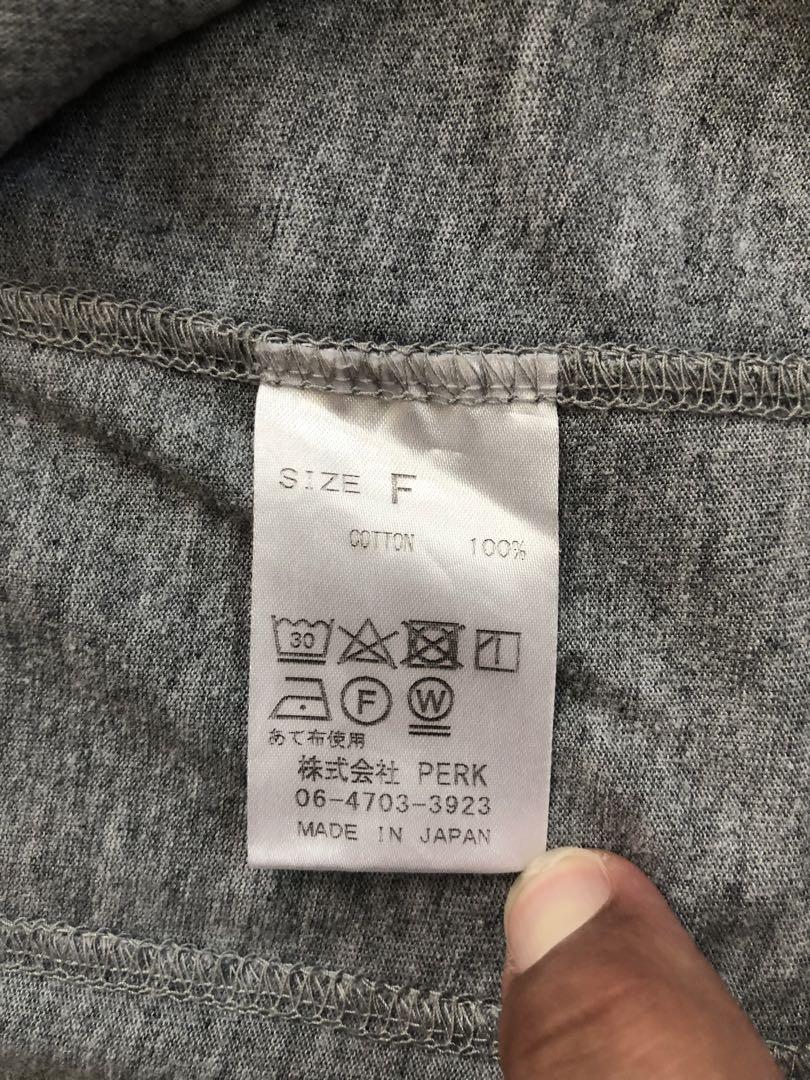 SIZE F
COTTON 100%
30
F W
あて布使用
株式会社 PERK
06-4703-3923
MADE IN JAPAN